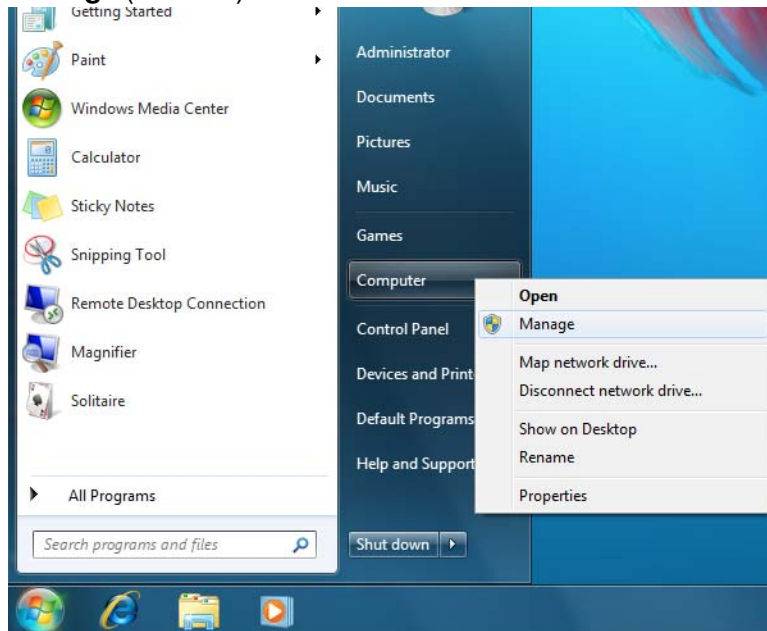 Getting Started
Paint
Windows Media Center
Calculator
Sticky Notes
Snipping Tool
Remote Desktop Connection
Magnifier
Solitaire
All Programs
Search programs and files
Administrator
Documents
Pictures
Music
Games
Computer
Control Panel
Devices and Print
Default Programs
Help and Support
Shut down
Open
Manage
Map network drive...
Disconnect network drive...
Show on Desktop
Rename
Properties